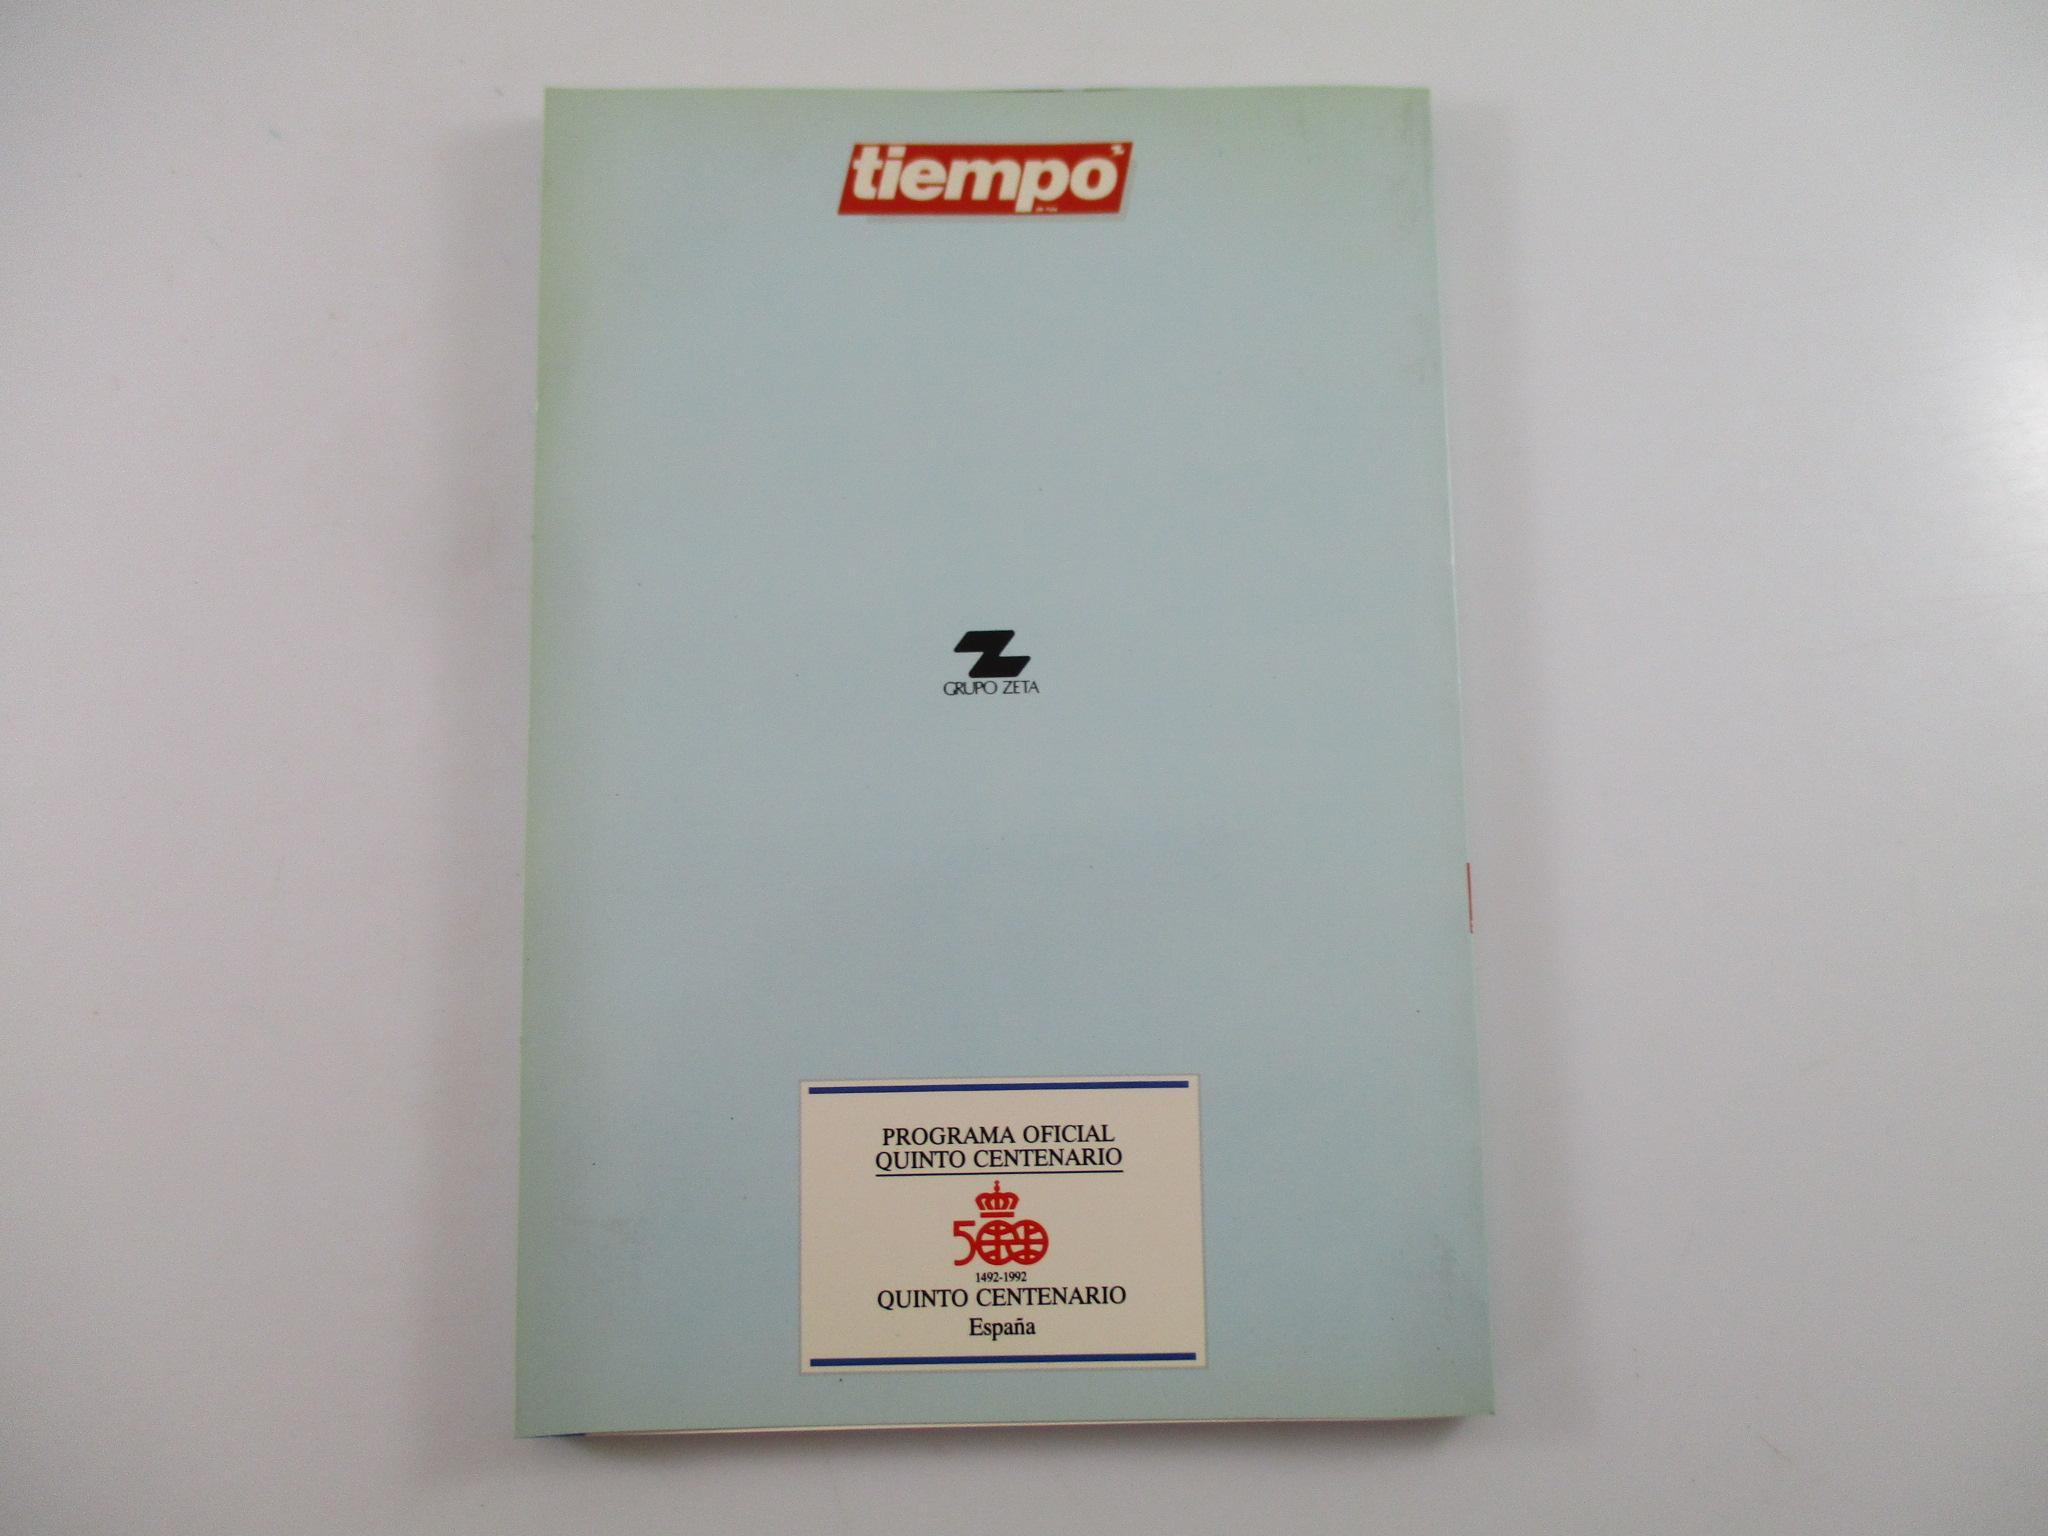 tiempo
GRUPO ZETA
PROGRAMA OFICIAL
QUINTO CENTENARIO
500
1492-1992
QUINTO CENTENARIO
España